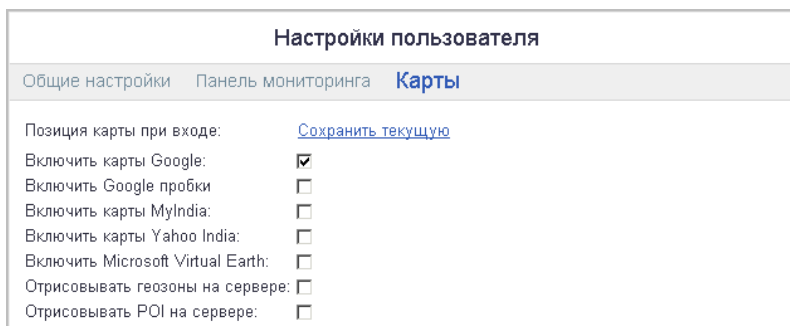 Настройки пользователя
Общие настройки Панель мониторинга Карты
Позиция карты при входе: Сохранить текущую
Включить карты Google:
Включить Google пробки
Включить карты MyIndia:
Включить карты Yahoo India:
Включить Microsoft Virtual Earth:
Отрисовывать геозоны на сервере:
Отрисовывать POI на сервере: